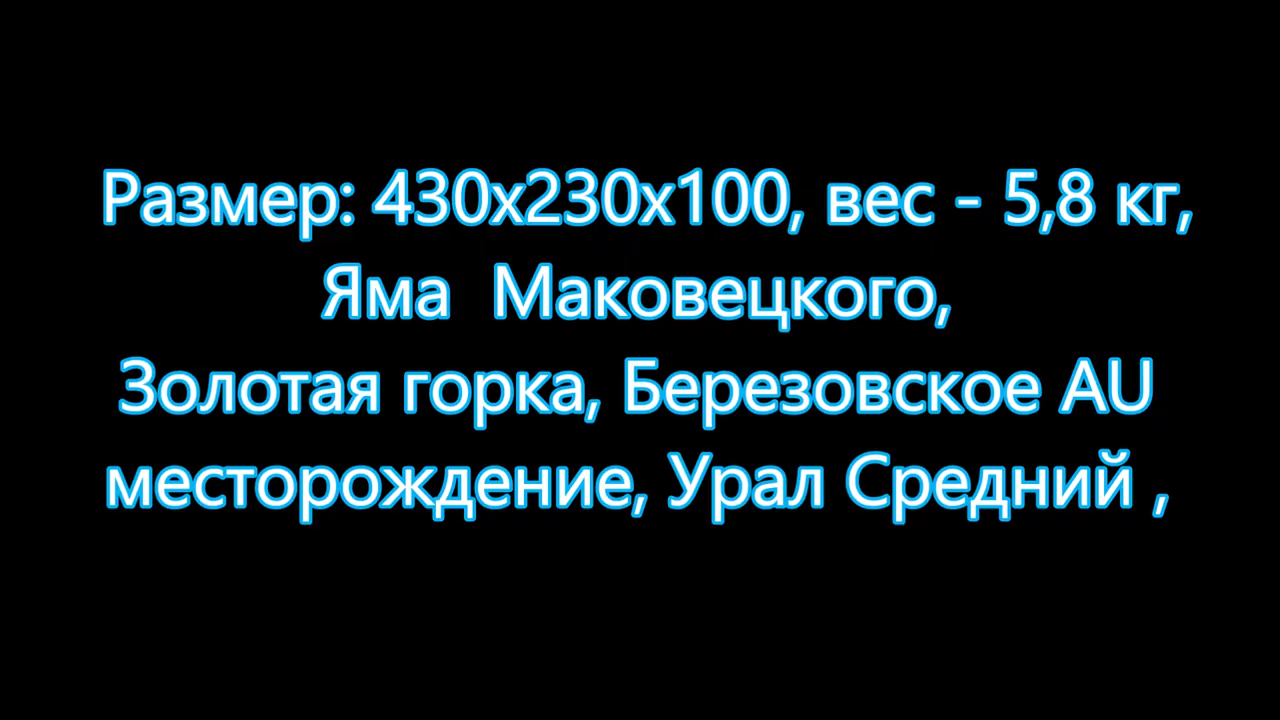 Размер: 430х230х100, вес - 5,8 кг,
Яма Маковецкого,
Золотая горка, Березовское AU
месторождение, Урал Средний ,